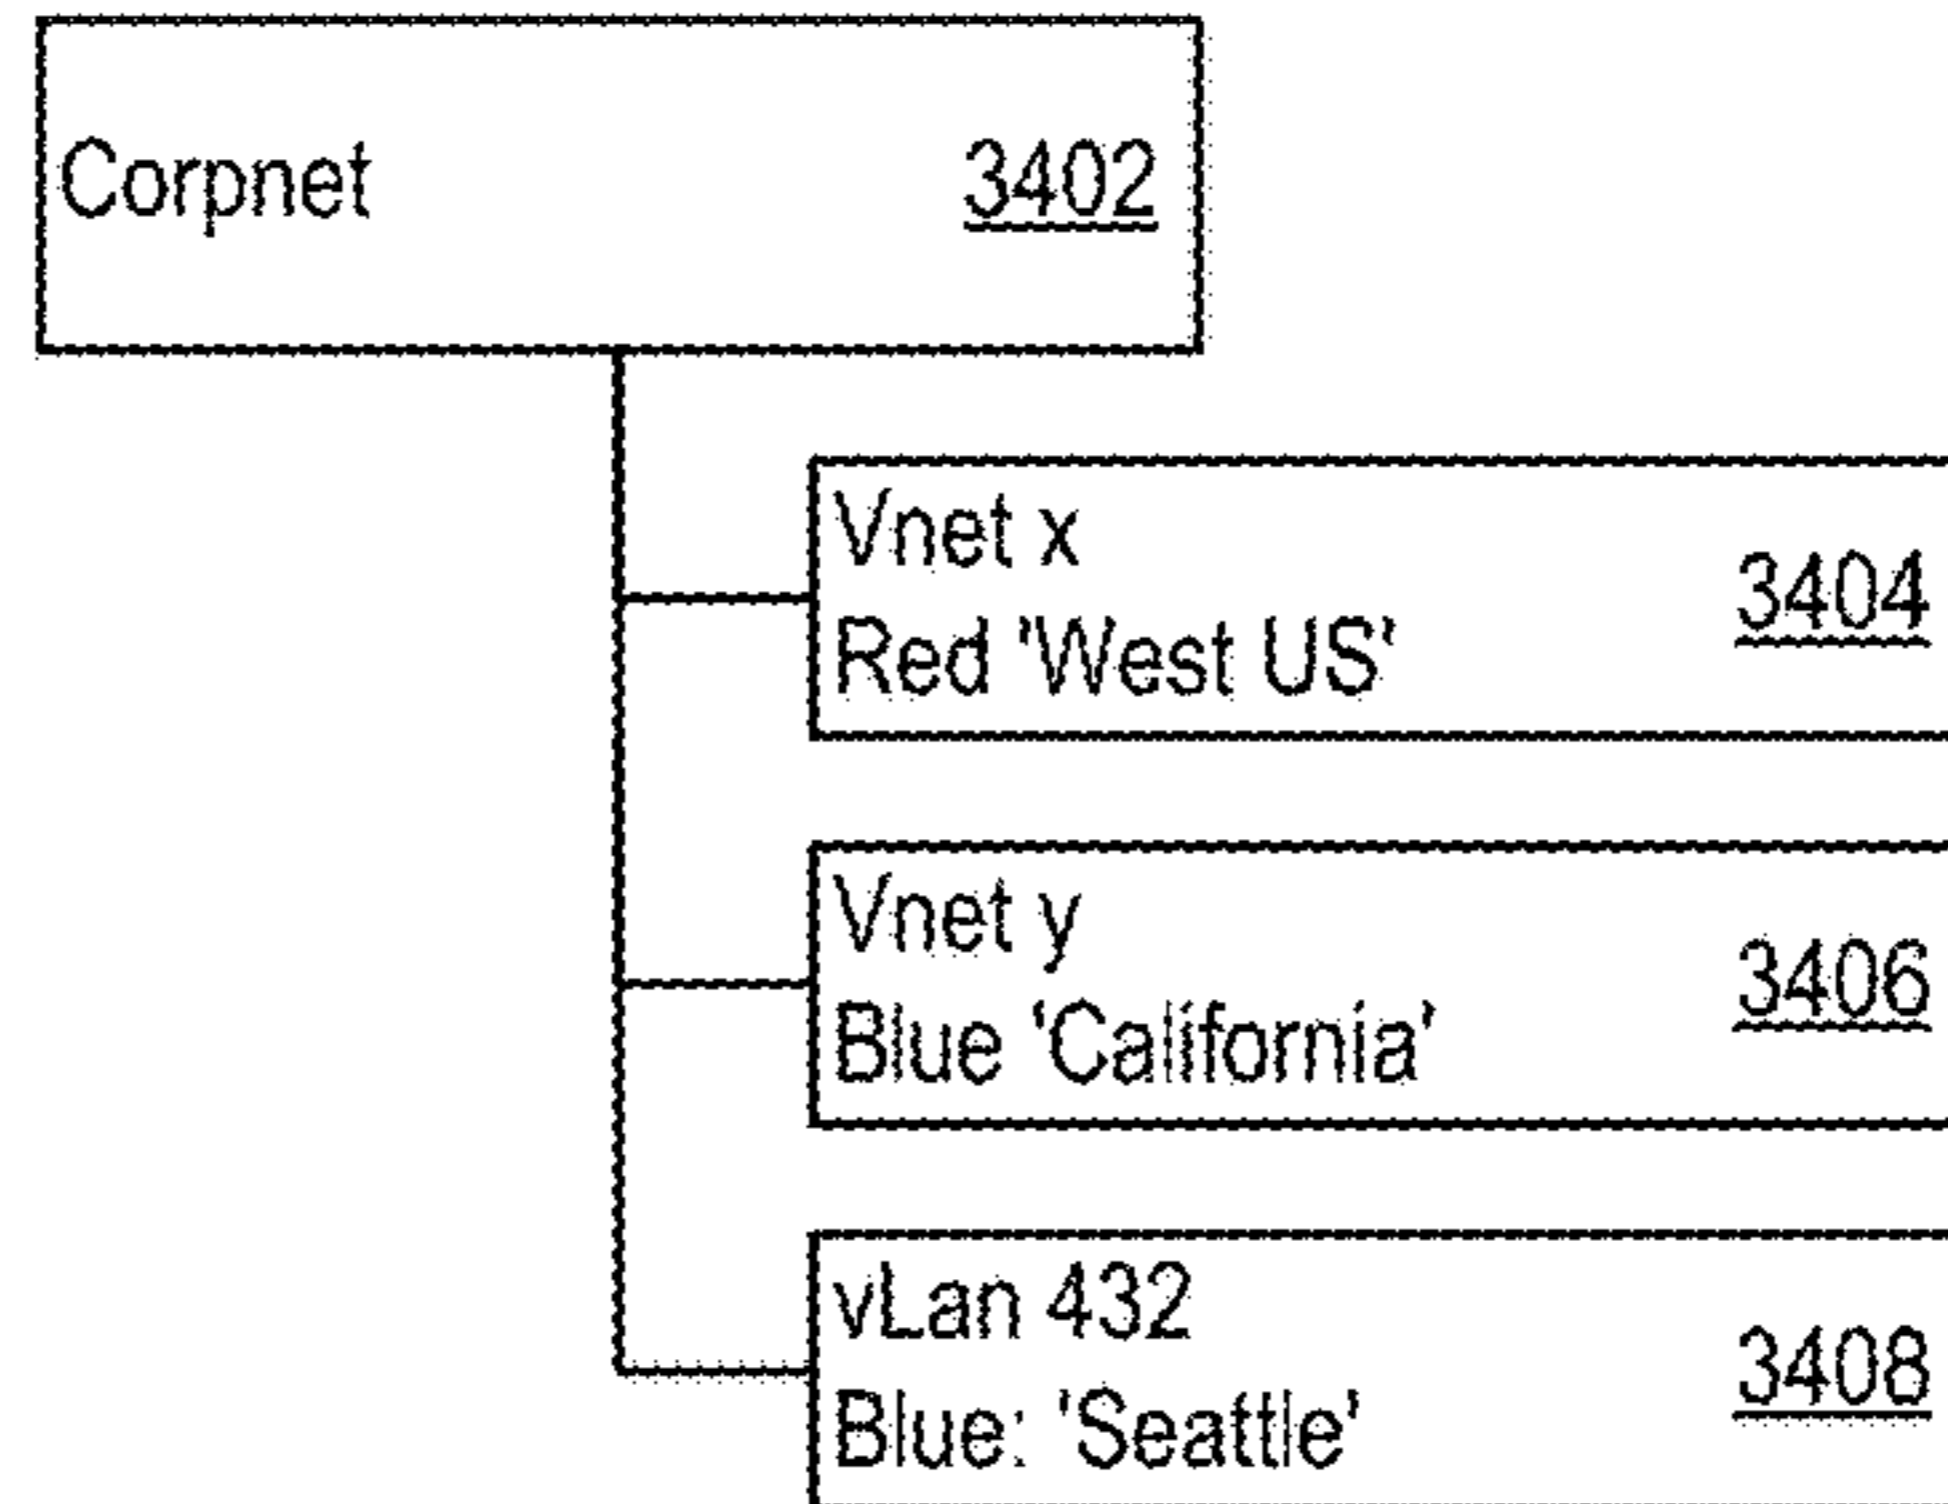 Corpnet 3402
Vnet x
Red 'West US'
3404
Vnet y
Blue 'California'
3406
vLan 432
Blue: 'Seattle'
3408